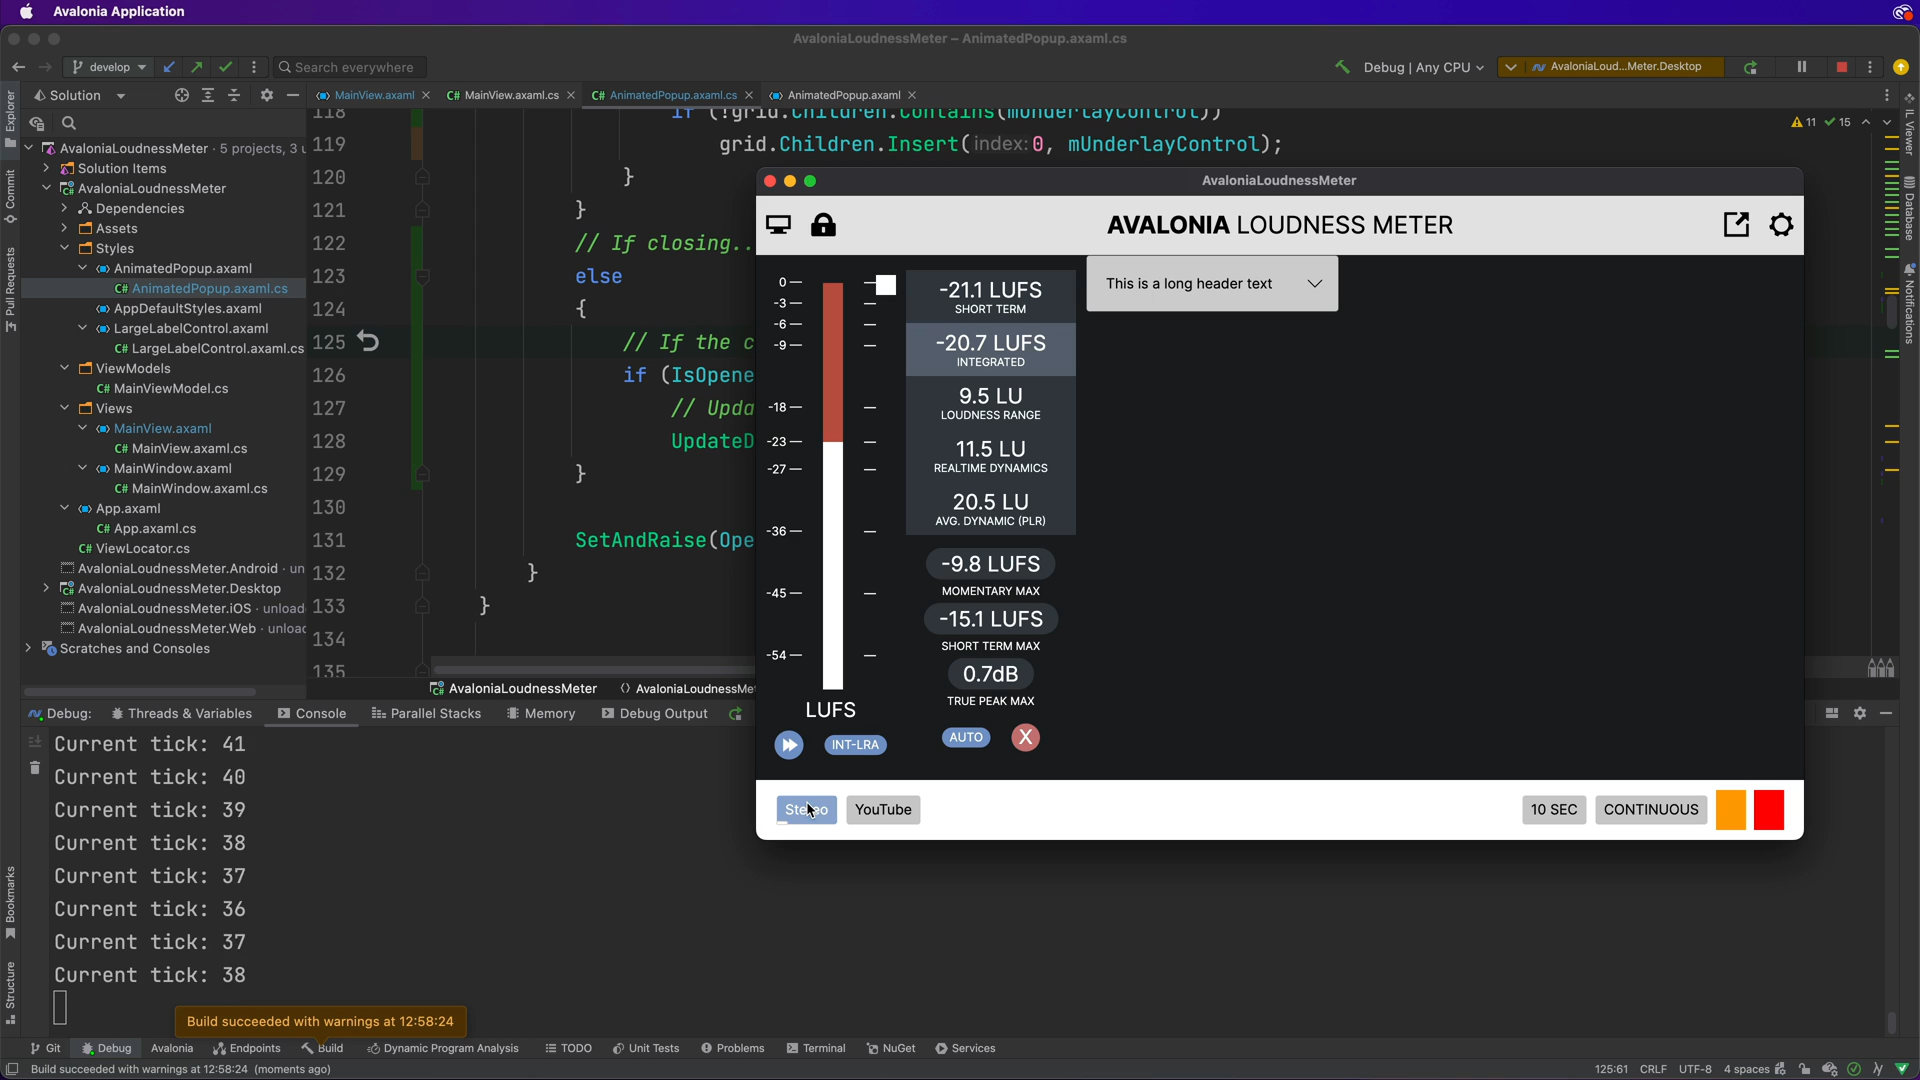 Avalonia Application
AvaloniaLoudnessMeter – AnimatedPopup.axaml.cs
develop
Search everywhere
Debug | Any CPU
AvaloniaLoud...Meter.Desktop
Explorer
Commit
Pull Requests
Bookmarks
Structure
Solution
MainView.axaml
C# MainView.axaml.cs
C# AnimatedPopup.axaml.cs
AnimatedPopup.axaml
11
15
IL Viewer
Database
Notifications
AvaloniaLoudnessMeter · 5 projects, 3 u
Solution Items
AvaloniaLoudnessMeter
Dependencies
Assets
Styles
AnimatedPopup.axaml
C# AnimatedPopup.axaml.cs
AppDefaultStyles.axaml
LargeLabelControl.axaml
C# LargeLabelControl.axaml.cs
ViewModels
C# MainViewModel.cs
Views
MainView.axaml
C# MainView.axaml.cs
MainWindow.axaml
C# MainWindow.axaml.cs
App.axaml
C# App.axaml.cs
C# ViewLocator.cs
AvaloniaLoudnessMeter.Android · un
AvaloniaLoudnessMeter.Desktop
AvaloniaLoudnessMeter.iOS · unload
AvaloniaLoudnessMeter.Web · unload
Scratches and Consoles
118 if (!grid.Children.Contains(mUnderlayControl))
119 grid.Children.Insert(index: 0, mUnderlayControl);
120 }
121 }
122 // If closing..
123 else
124 {
125 // If the c
126 if (IsOpene
127 // Upda
128 UpdateD
129 }
130
131 SetAndRaise(Ope
132 }
133 }
134
135
AvaloniaLoudnessMeter
AvaloniaLoudnessMe
AvaloniaLoudnessMeter
AVALONIA LOUDNESS METER
0
-3
-6
-9
-18
-23
-27
-36
-45
-54
LUFS
INT-LRA
-21.1 LUFS
SHORT TERM
-20.7 LUFS
INTEGRATED
9.5 LU
LOUDNESS RANGE
11.5 LU
REALTIME DYNAMICS
20.5 LU
AVG. DYNAMIC (PLR)
-9.8 LUFS
MOMENTARY MAX
-15.1 LUFS
SHORT TERM MAX
0.7dB
TRUE PEAK MAX
AUTO
X
This is a long header text
Stereo
YouTube
10 SEC
CONTINUOUS
Debug:
Threads & Variables
Console
Parallel Stacks
Memory
Debug Output
Current tick: 41
Current tick: 40
Current tick: 39
Current tick: 38
Current tick: 37
Current tick: 36
Current tick: 37
Current tick: 38
Build succeeded with warnings at 12:58:24
Git
Debug
Avalonia
Endpoints
Build
Dynamic Program Analysis
TODO
Unit Tests
Problems
Terminal
NuGet
Services
Build succeeded with warnings at 12:58:24 (moments ago)
125:61
CRLF
UTF-8
4 spaces